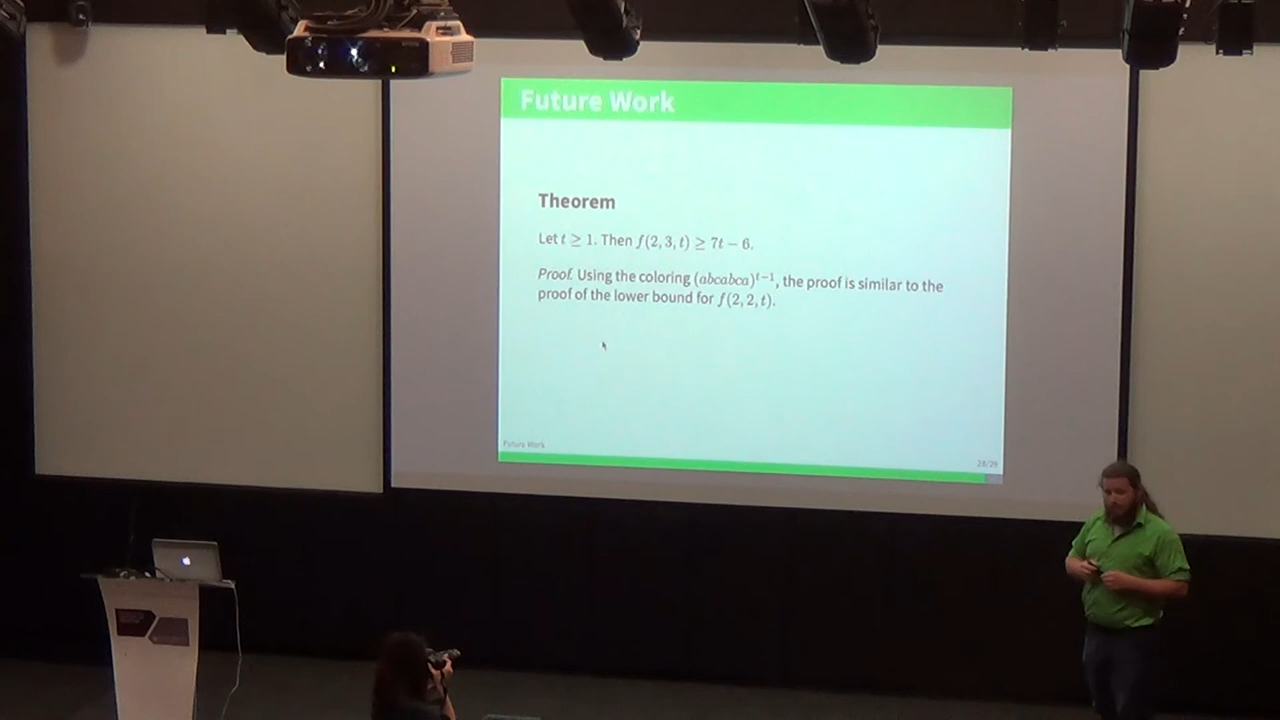 Future Work
Theorem
Let t ≥ 1. Then f(2, 3, t) ≥ 7t − 6.
Proof. Using the coloring (abcabca)^{t−1}, the proof is similar to the
proof of the lower bound for f(2, 2, t).
Future Work
28/29